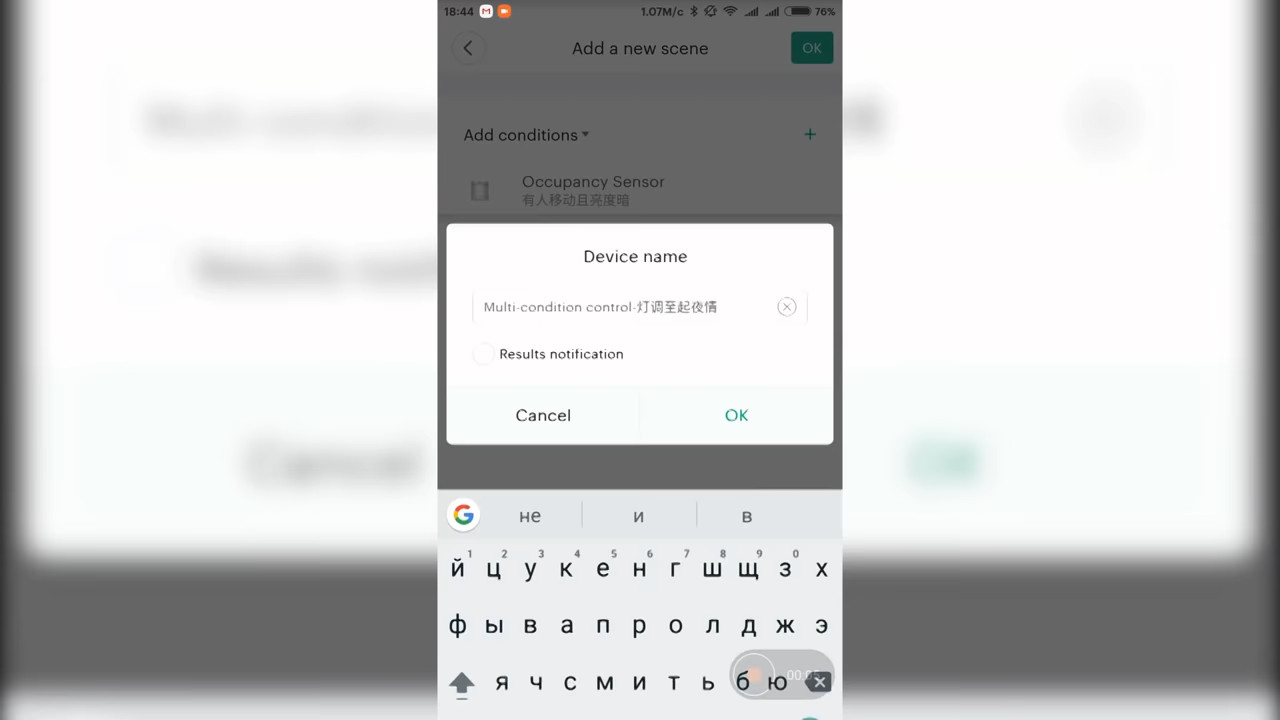 18:44 1.07M/c 76%
Add a new scene OK
Add conditions
Occupancy Sensor
有人移动且亮度暗
Device name
Multi-condition control-灯调至起夜情
Results notification
Cancel OK
не и в
1 2 3 4 5 6 7 8 9 0
й ц у к е н г ш щ з х
ф ы в а п р о л д ж э
я ч с м и т ь б ю